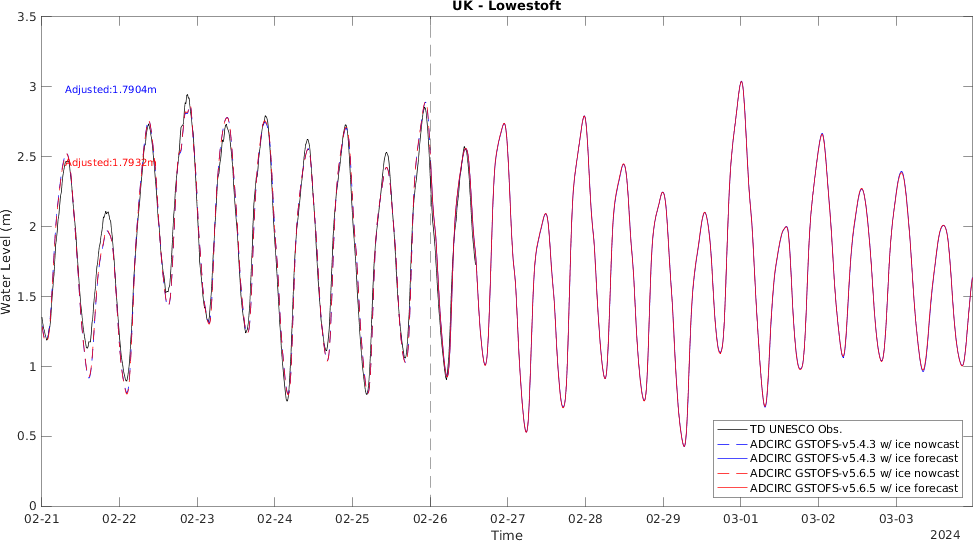 UK - Lowestoft
3.5
3
2.5
2
1.5
1
0.5
0
Water Level (m)
Adjusted:1.7904m
Adjusted:1.7932m
TD UNESCO Obs.
ADCIRC GSTOFS-v5.4.3 w/ ice nowcast
ADCIRC GSTOFS-v5.4.3 w/ ice forecast
ADCIRC GSTOFS-v5.6.5 w/ ice nowcast
ADCIRC GSTOFS-v5.6.5 w/ ice forecast
02-21 02-22 02-23 02-24 02-25 02-26 02-27 02-28 02-29 03-01 03-02 03-03
Time
2024